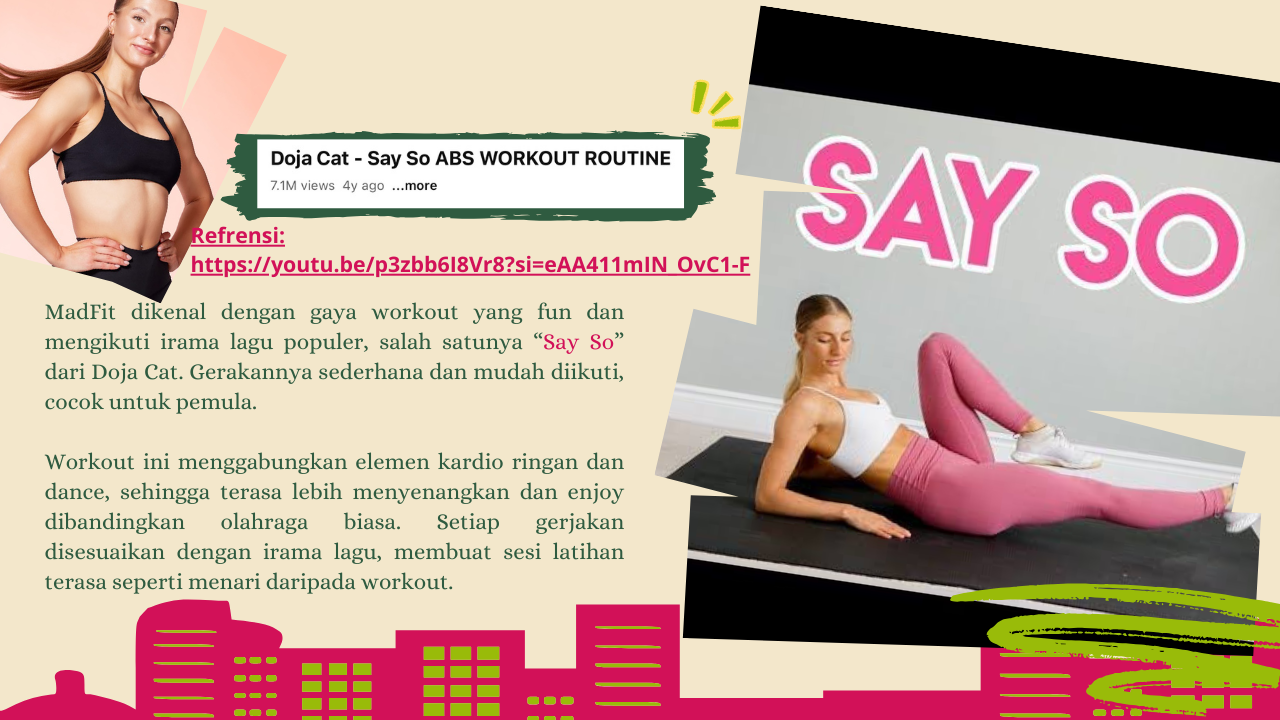 Doja Cat - Say So ABS WORKOUT ROUTINE
7.1M views 4y ago ...more
Refrensi:
https://youtu.be/p3zbb6I8Vr8?si=eAA411mIN_OvC1-F
MadFit dikenal dengan gaya workout yang fun dan
mengikuti irama lagu populer, salah satunya “Say So”
dari Doja Cat. Gerakannya sederhana dan mudah diikuti,
cocok untuk pemula.
Workout ini menggabungkan elemen kardio ringan dan
dance, sehingga terasa lebih menyenangkan dan enjoy
dibandingkan olahraga biasa. Setiap gerjakan
disesuaikan dengan irama lagu, membuat sesi latihan
terasa seperti menari daripada workout.
SAY SO